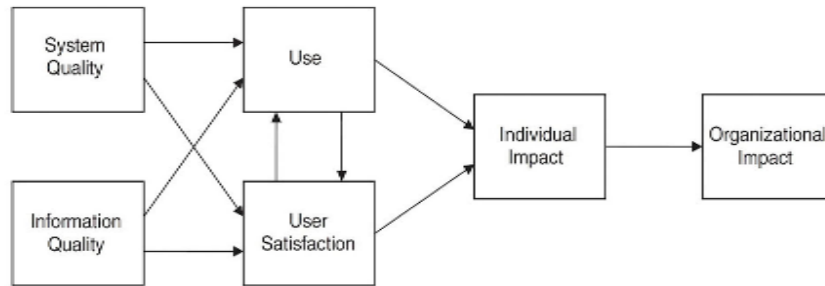 System
Quality
Use
Individual
Impact
Organizational
Impact
Information
Quality
User
Satisfaction